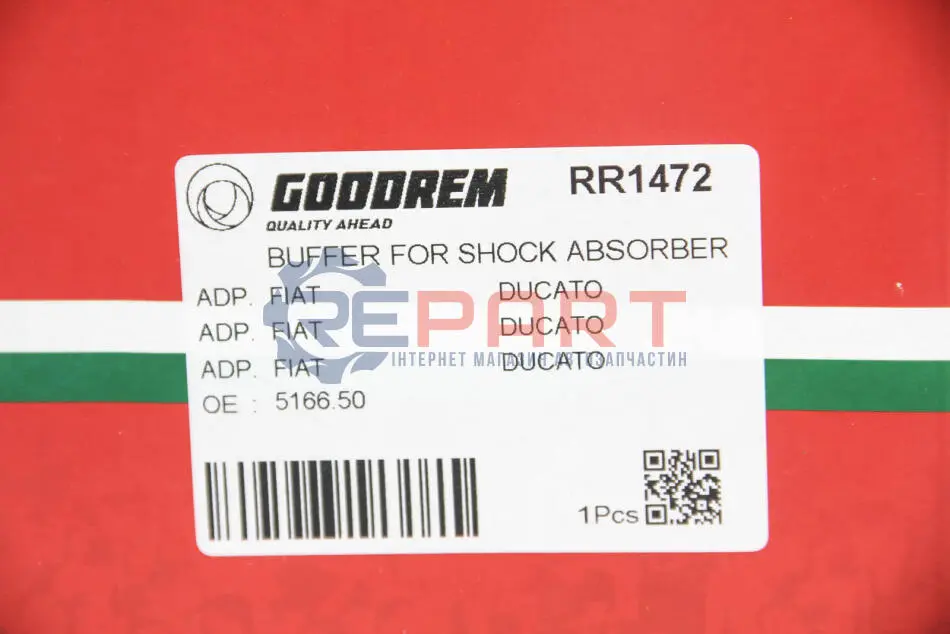 GOODREM
RR1472
QUALITY AHEAD
BUFFER FOR SHOCK ABSORBER
ADP. FIAT DUCATO
ADP. FIAT DUCATO
ADP. FIAT DUCATO
OE : 5166.50
1Pcs
REPART
ІНТЕРНЕТ МАГАЗИН АВТОЗАПЧАСТИН